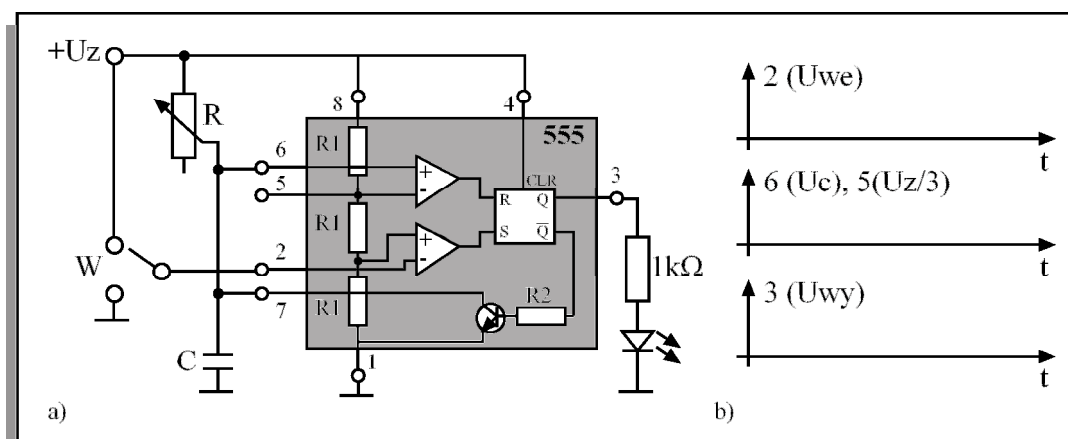 +Uz
R
8
4
555
R1
6
5
CLR
3
R Q
R1
S Q̅
2
W
1kΩ
R2
R1
7
C
1
a)
2 (Uwe)
t
6 (Uc), 5(Uz/3)
t
3 (Uwy)
t
b)